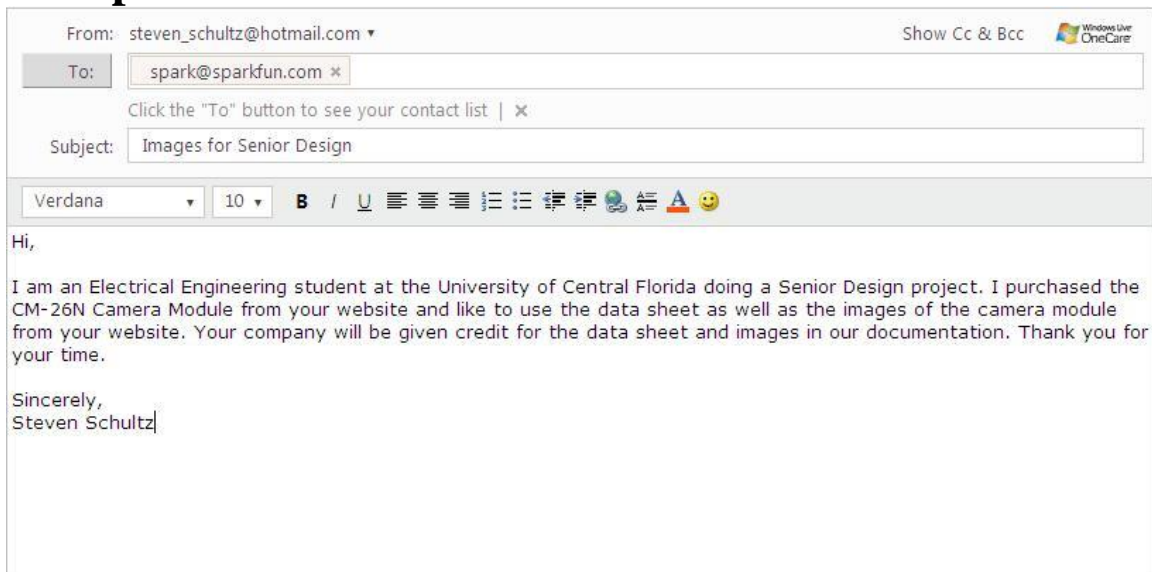 From: steven_schultz@hotmail.com Show Cc & Bcc Windows Live OneCare
To: spark@sparkfun.com
Click the "To" button to see your contact list |
Subject: Images for Senior Design
Verdana 10 B I U A
Hi,
I am an Electrical Engineering student at the University of Central Florida doing a Senior Design project. I purchased the
CM-26N Camera Module from your website and like to use the data sheet as well as the images of the camera module
from your website. Your company will be given credit for the data sheet and images in our documentation. Thank you for
your time.
Sincerely,
Steven Schultz